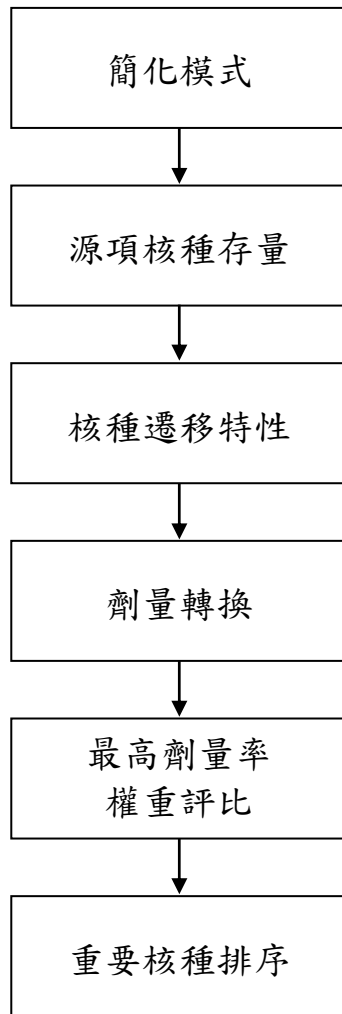 簡化模式
源項核種存量
核種遷移特性
劑量轉換
最高劑量率
權重評比
重要核種排序